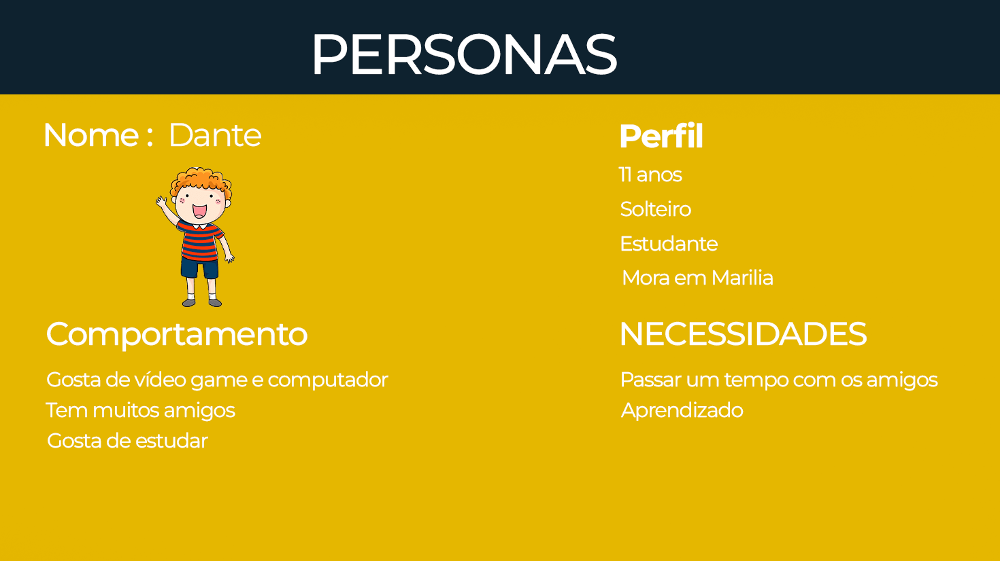 PERSONAS
Nome : Dante
Perfil
11 anos
Solteiro
Estudante
Mora em Marilia
Comportamento
Gosta de vídeo game e computador
Tem muitos amigos
Gosta de estudar
NECESSIDADES
Passar um tempo com os amigos
Aprendizado